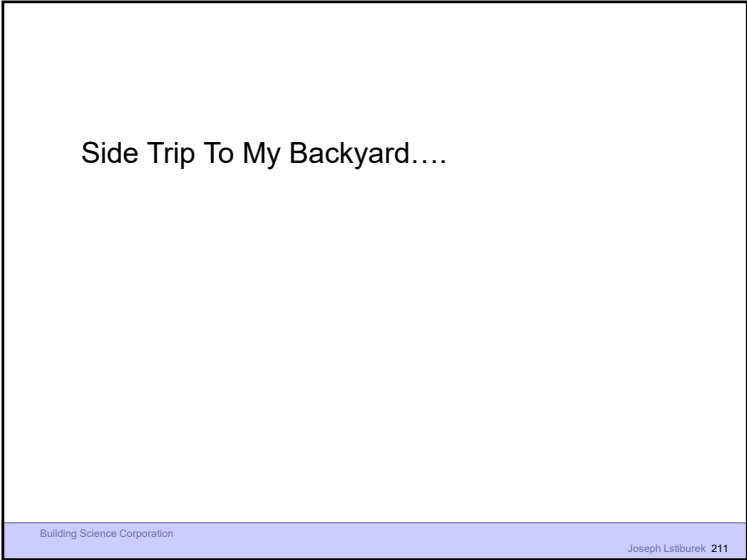 Side Trip To My Backyard….
Building Science Corporation
Joseph Lstiburek 211